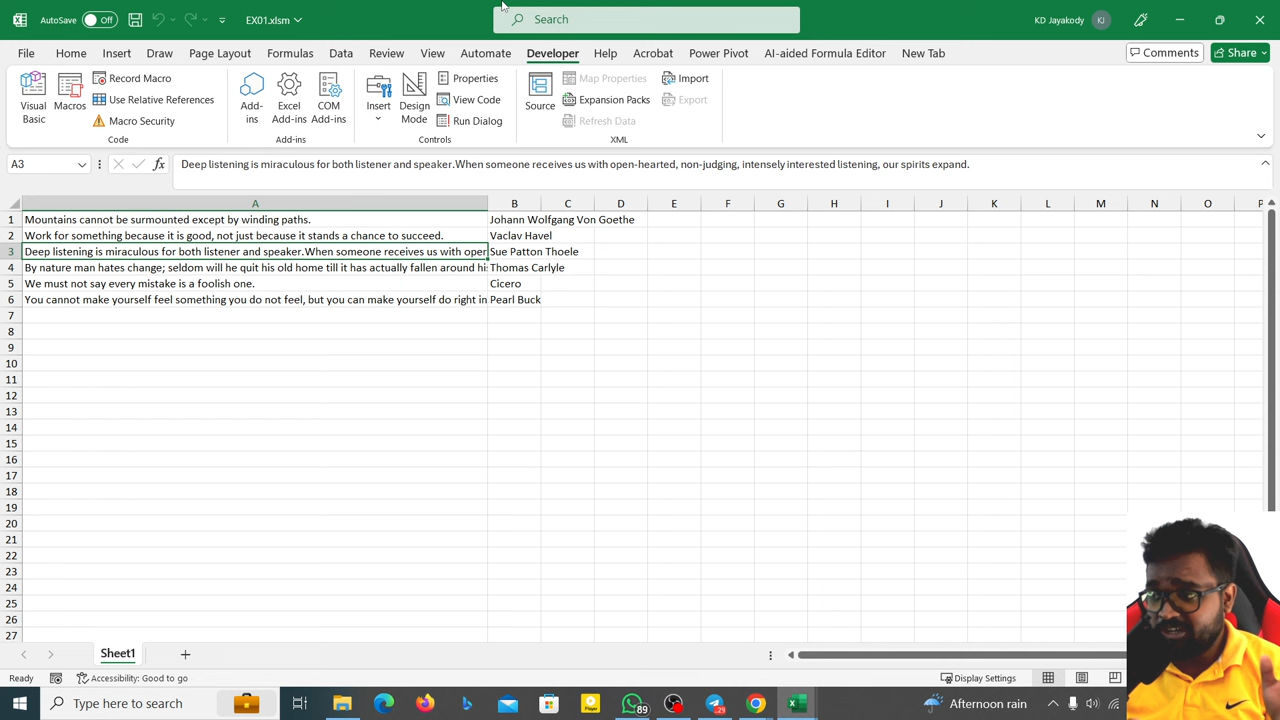 AutoSave Off EX01.xlsm Search KD Jayakody KJ
File Home Insert Draw Page Layout Formulas Data Review View Automate Developer Help Acrobat Power Pivot AI-aided Formula Editor New Tab Comments Share
Visual Basic
Macros
Record Macro
Use Relative References
Macro Security
Code
Add-ins
Excel Add-ins
COM Add-ins
Add-ins
Insert
Design Mode
Properties
View Code
Run Dialog
Controls
Source
Map Properties
Expansion Packs
Refresh Data
Import
Export
XML
A3 fx Deep listening is miraculous for both listener and speaker.When someone receives us with open-hearted, non-judging, intensely interested listening, our spirits expand.
A B C D E F G H I J K L M N O P
1 Mountains cannot be surmounted except by winding paths. Johann Wolfgang Von Goethe
2 Work for something because it is good, not just because it stands a chance to succeed. Vaclav Havel
3 Deep listening is miraculous for both listener and speaker.When someone receives us with oper Sue Patton Thoele
4 By nature man hates change; seldom will he quit his old home till it has actually fallen around hi Thomas Carlyle
5 We must not say every mistake is a foolish one. Cicero
6 You cannot make yourself feel something you do not feel, but you can make yourself do right in Pearl Buck
7
8
9
10
11
12
13
14
15
16
17
18
19
20
21
22
23
24
25
26
27
Sheet1
Ready Accessibility: Good to go Display Settings
Type here to search 89 29 Afternoon rain